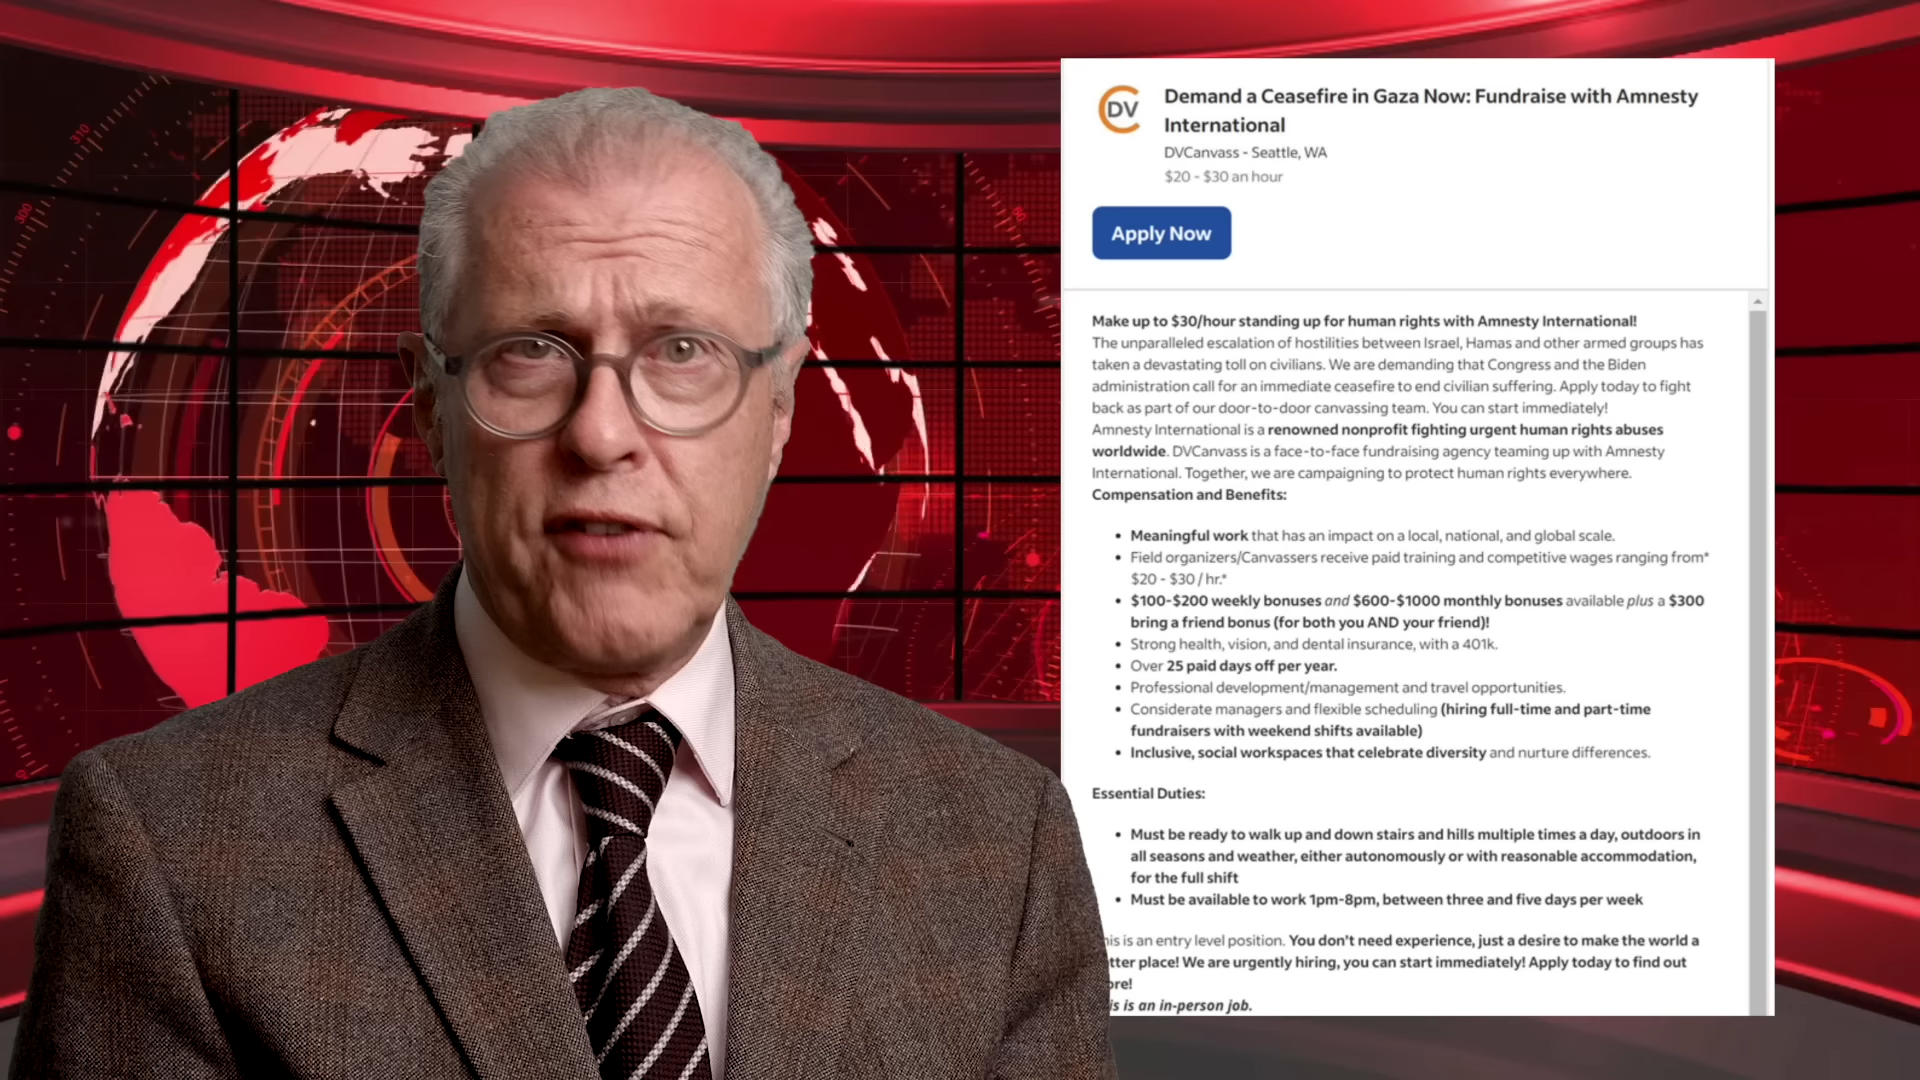 DV
Demand a Ceasefire in Gaza Now: Fundraise with Amnesty
International
DVCanvass - Seattle, WA
$20 - $30 an hour
Apply Now
Make up to $30/hour standing up for human rights with Amnesty International!
The unparalleled escalation of hostilities between Israel, Hamas and other armed groups has
taken a devastating toll on civilians. We are demanding that Congress and the Biden
administration call for an immediate ceasefire to end civilian suffering. Apply today to fight
back as part of our door-to-door canvassing team. You can start immediately!
Amnesty International is a renowned nonprofit fighting urgent human rights abuses
worldwide. DVCanvass is a face-to-face fundraising agency teaming up with Amnesty
International. Together, we are campaigning to protect human rights everywhere.
Compensation and Benefits:
• Meaningful work that has an impact on a local, national, and global scale.
• Field organizers/Canvassers receive paid training and competitive wages ranging from*
$20 - $30 / hr.*
• $100-$200 weekly bonuses and $600-$1000 monthly bonuses available plus a $300
bring a friend bonus (for both you AND your friend)!
• Strong health, vision, and dental insurance, with a 401k.
• Over 25 paid days off per year.
• Professional development/management and travel opportunities.
• Considerate managers and flexible scheduling (hiring full-time and part-time
fundraisers with weekend shifts available)
• Inclusive, social workspaces that celebrate diversity and nurture differences.
Essential Duties:
• Must be ready to walk up and down stairs and hills multiple times a day, outdoors in
all seasons and weather, either autonomously or with reasonable accommodation,
for the full shift
• Must be available to work 1pm-8pm, between three and five days per week
is is an entry level position. You don't need experience, just a desire to make the world a
tter place! We are urgently hiring, you can start immediately! Apply today to find out
ore!
is is an in-person job.
310
300
60